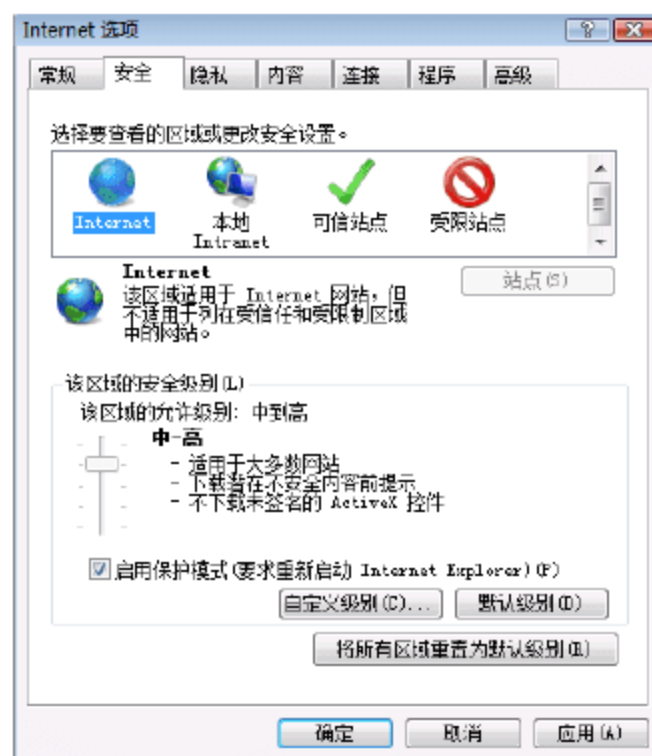 Internet 选项
常规 安全 隐私 内容 连接 程序 高级
选择要查看的区域或更改安全设置。
Internet 本地 Intranet 可信站点 受限站点
Internet
站点(S)
该区域适用于 Internet 网站，但
不适用于列在受信任和受限制区域
中的网站。
该区域的安全级别(L)
该区域的允许级别: 中到高
中-高
- 适用于大多数网站
- 下载潜在不安全内容前提示
- 不下载未签名的 ActiveX 控件
启用保护模式(要求重新启动 Internet Explorer)(P)
自定义级别(C)... 默认级别(D)
将所有区域重置为默认级别(R)
确定 取消 应用(A)